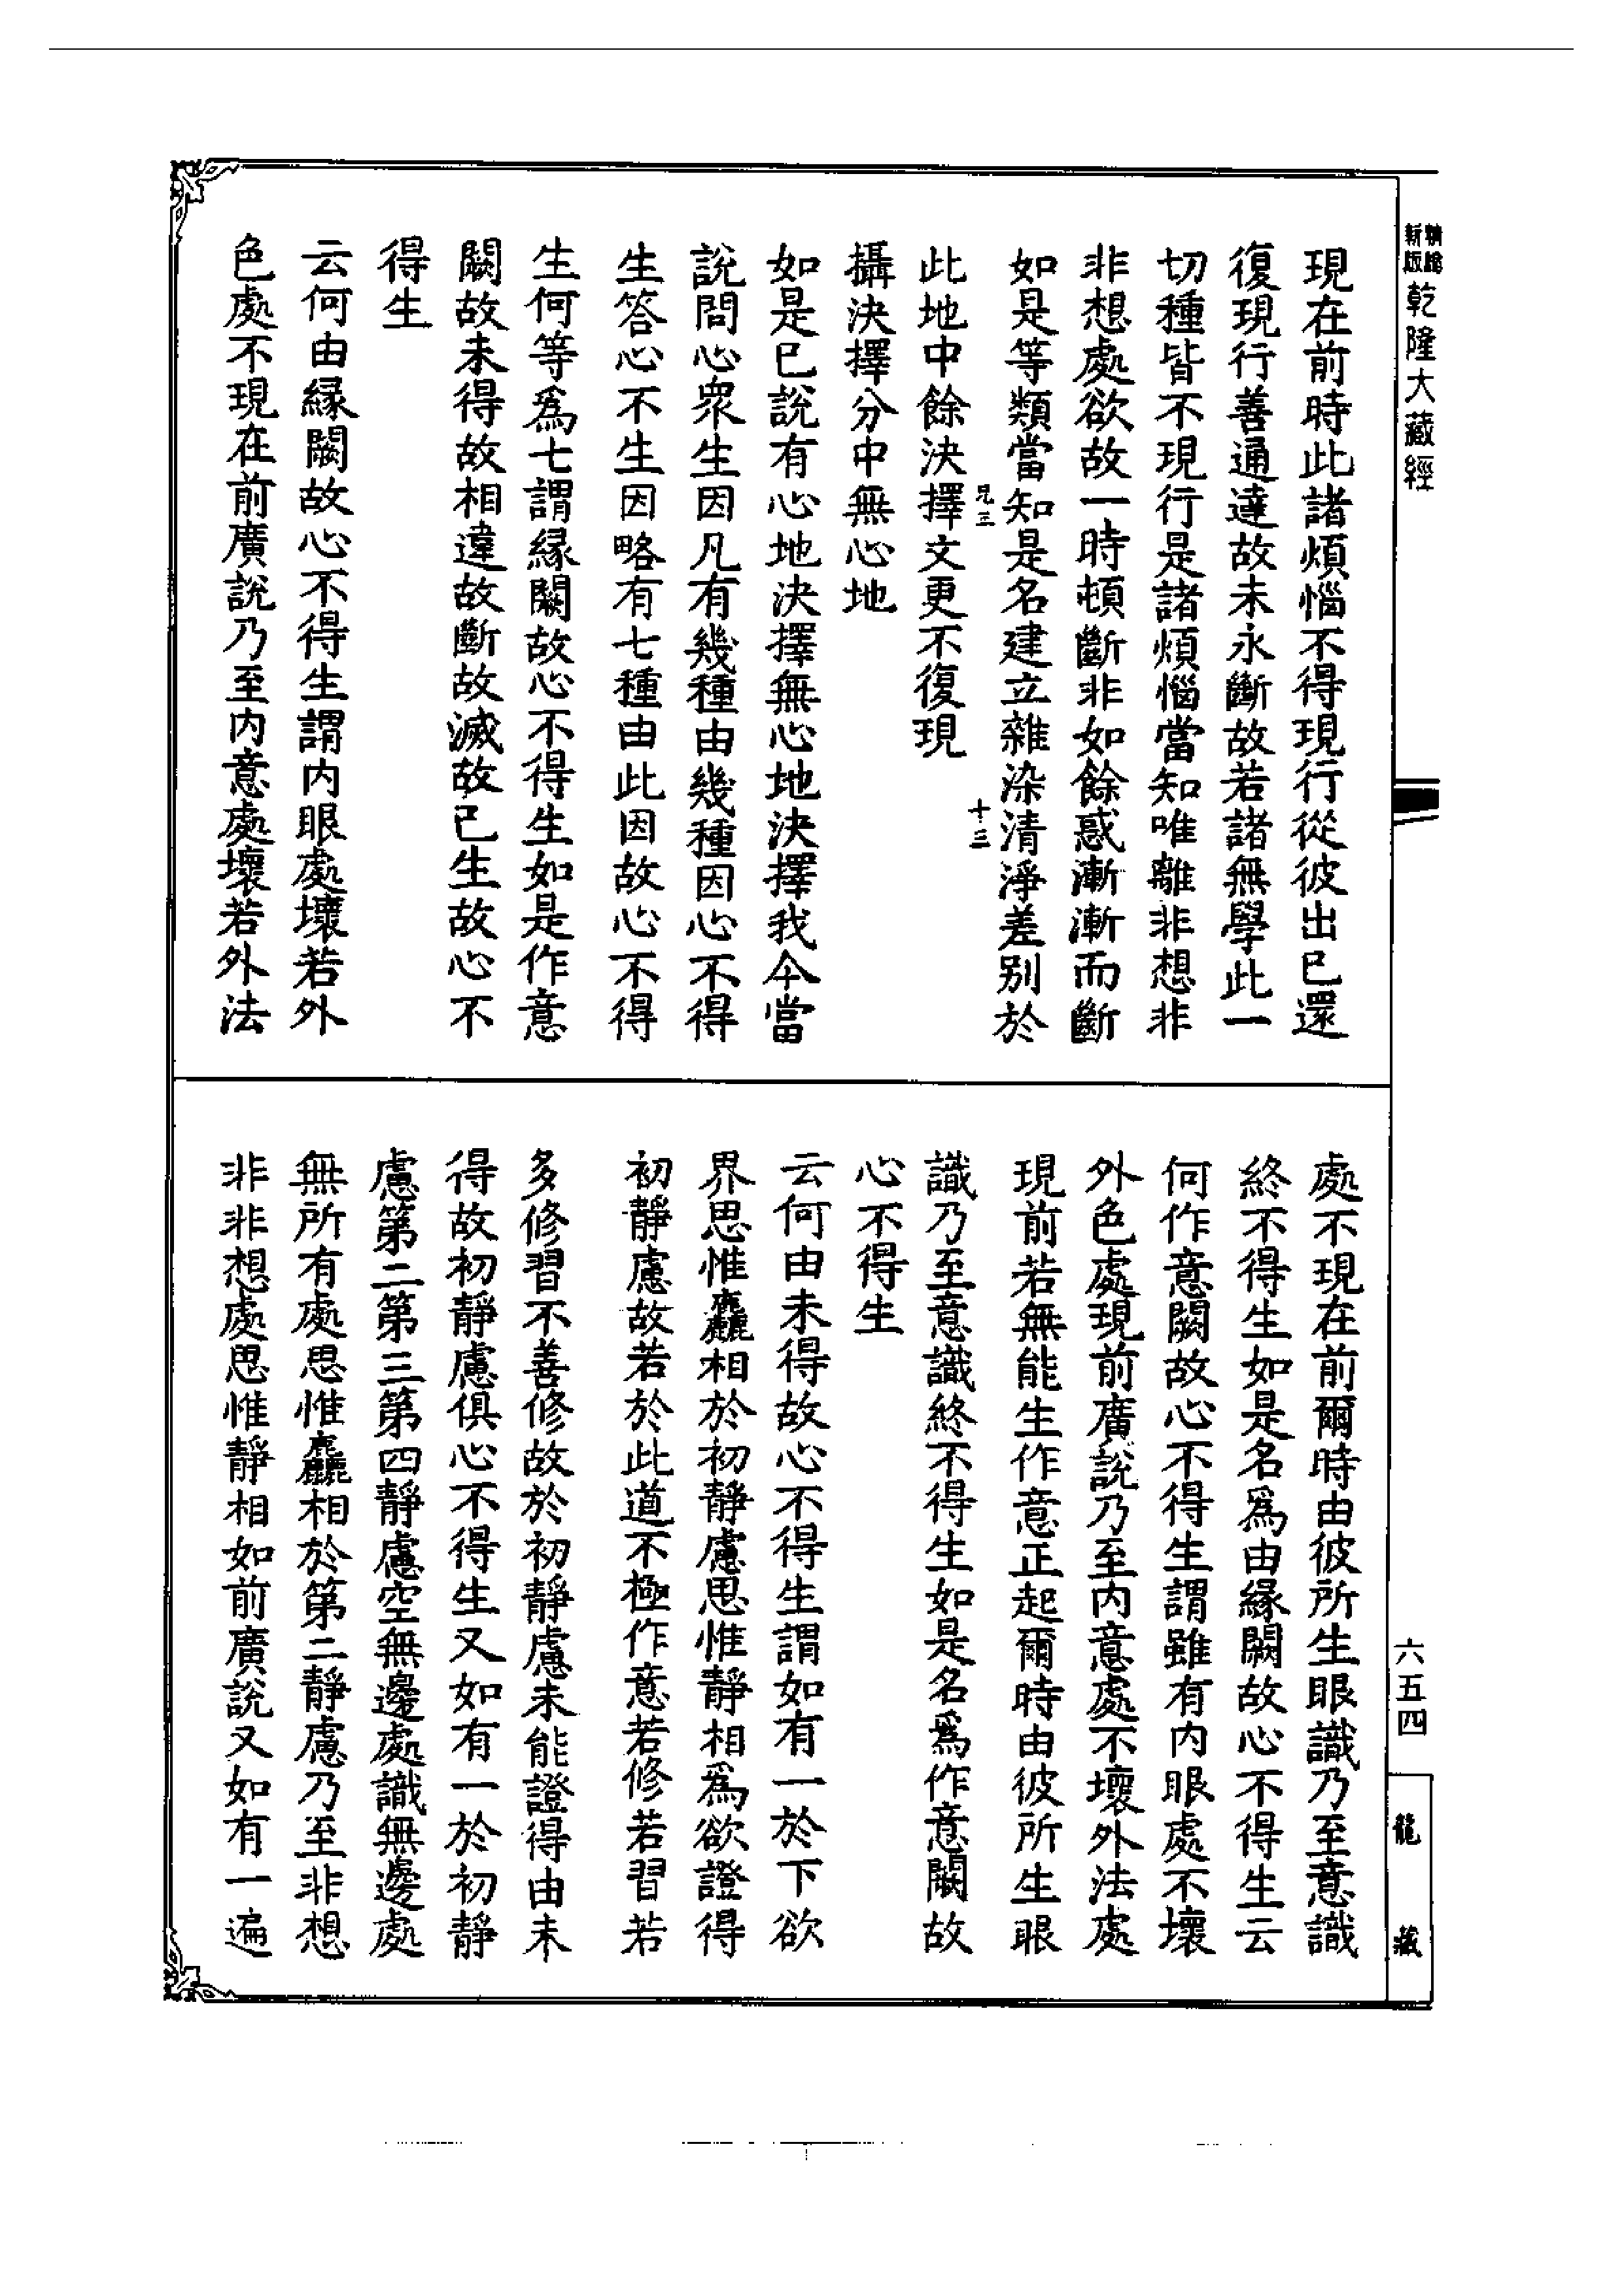 新版
乾隆大藏經
現在前時此諸煩惱不得現行從彼出已還
復現行善通達故未永斷故若諸無學此一
切種皆不現行是諸煩惱當知唯離非想非
非想處欲故一時頓斷非如餘惑漸漸而斷
如是等類當知是名建立雜染清淨差別於
此地中餘決擇文更不復現
攝決擇分中無心地
如是已說有心地決擇無心地決擇我今當
說問心衆生因凡有幾種由幾種因心不得
生答心不生因略有七種由此因故心不得
生何等爲七謂緣闕故心不得生如是作意
闕故未得故相違故斷故滅故已生故心不
得生
云何由緣闕故心不得生謂内眼處壞若外
色處不現在前廣說乃至内意處壞若外法
十三
處不現在前爾時由彼所生眼識乃至意識
終不得生如是名爲由緣闕故心不得生云
何作意闕故心不得生謂雖有内眼處不壞
外色處現前廣說乃至内意處不壞外法處
現前若無能生作意正起爾時由彼所生眼
識乃至意識終不得生如是名爲作意闕故
心不得生
云何由未得故心不得生謂如有一於下欲
界思惟麤相於初靜慮思惟靜相爲欲證得
初靜慮故若於此道不極作意若修若習若
多修習不善修故於初靜慮未能證得由未
得故初靜慮俱心不得生又如有一於初靜
慮第二第三第四靜慮空無邊處識無邊處
無所有處思惟麤相於第二靜慮乃至非想
非非想處思惟靜相如前廣說又如有一遍
六五四
龍藏